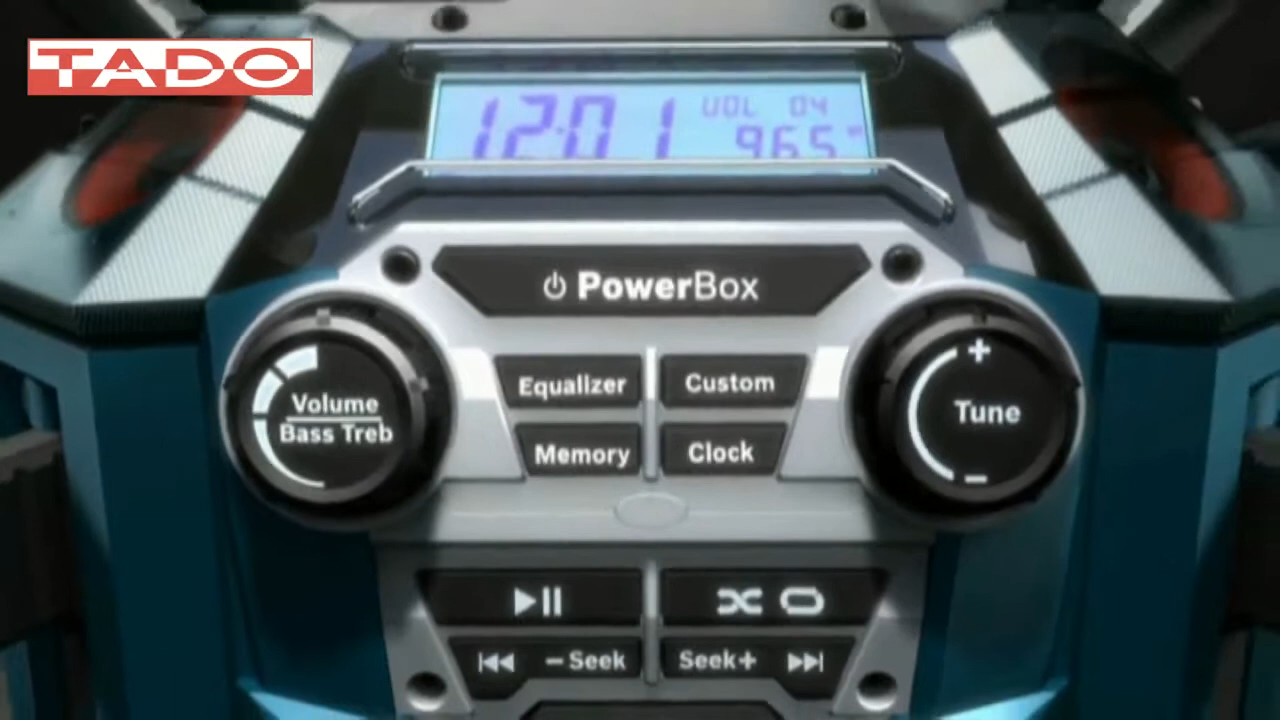 TADO
12:01 VOL 04
96.5
PowerBox
Equalizer Custom
Volume
Bass Treb
+
Tune
-
Memory Clock
- Seek Seek+